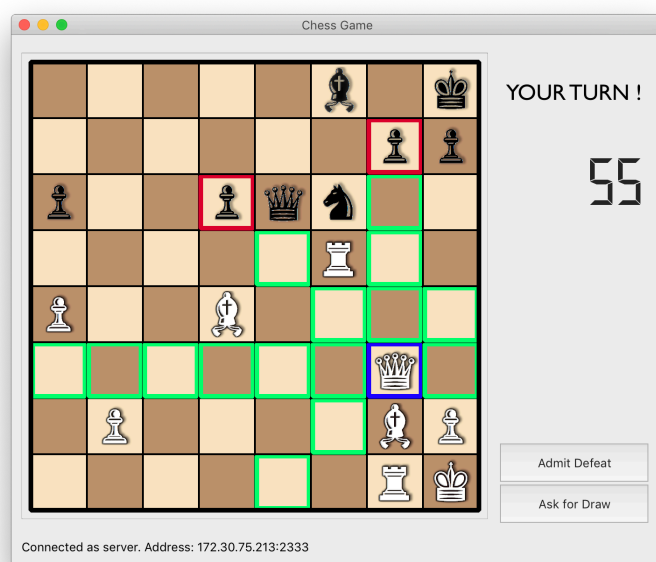 Chess Game
YOUR TURN !
55
Admit Defeat
Ask for Draw
Connected as server. Address: 172.30.75.213:2333